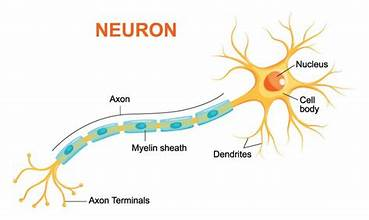 NEURON
Nucleus
Axon
Cell
body
Myelin sheath
Dendrites
Axon Terminals